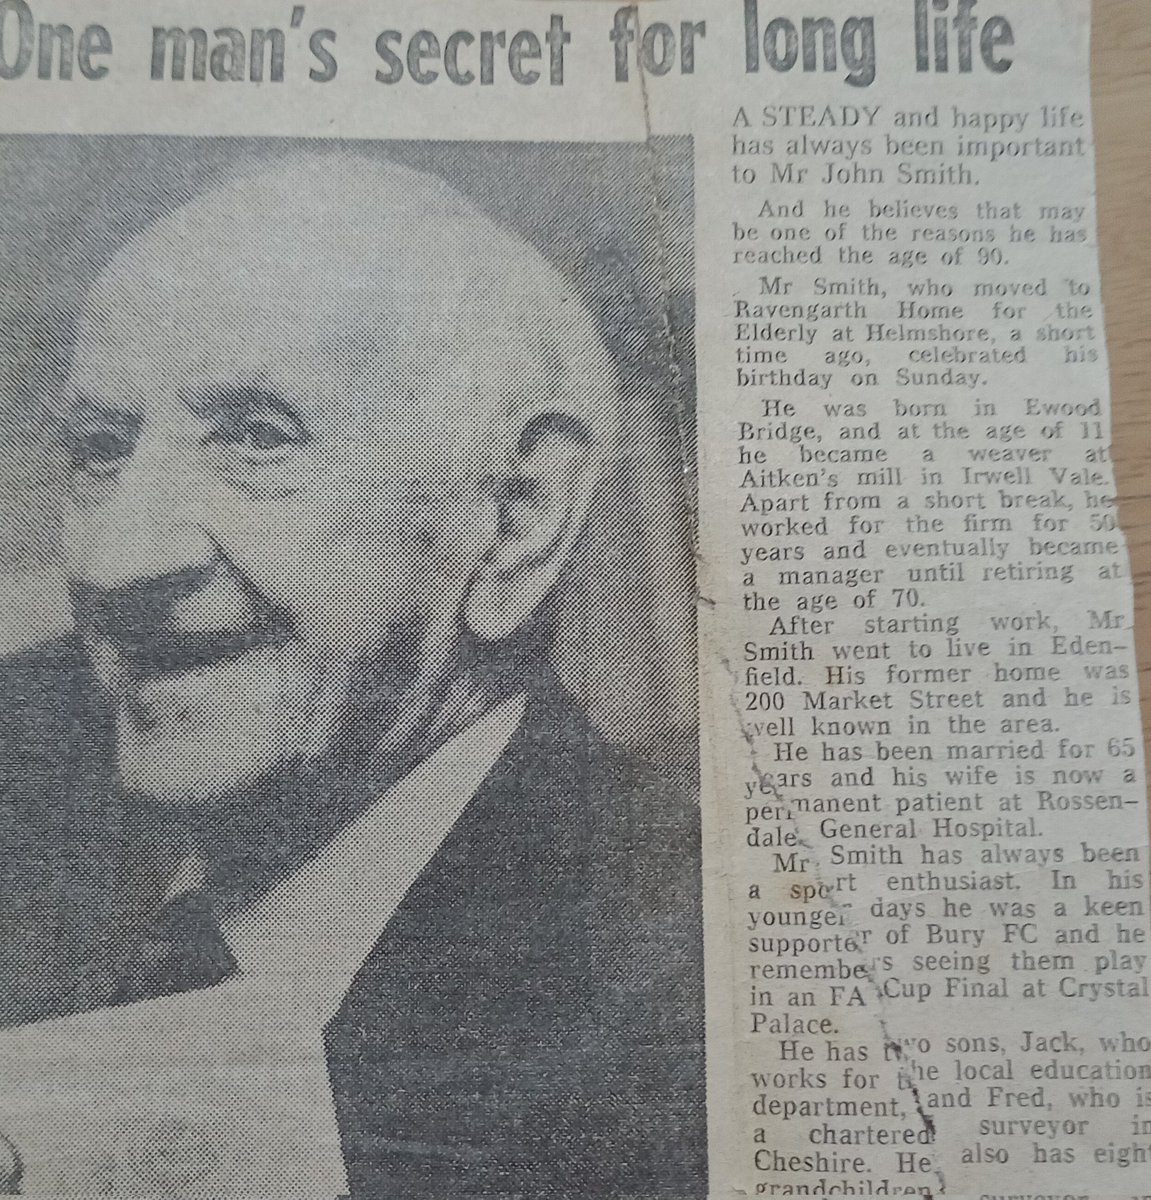 One man's secret for long life
A STEADY and happy life
has always been important
to Mr John Smith.
And he believes that may
be one of the reasons he has
reached the age of 90.
Mr Smith, who moved to
Ravengarth Home for the
Elderly at Helmshore, a short
time ago, celebrated his
birthday on Sunday.
He was born in Ewood
Bridge, and at the age of 11
he became a weaver at
Aitken's mill in Irwell Vale.
Apart from a short break, he
worked for the firm for 50
years and eventually became
a manager until retiring at
the age of 70.
After starting work, Mr
Smith went to live in Eden-
field. His former home was
200 Market Street and he is
well known in the area.
He has been married for 65
years and his wife is now a
permanent patient at Rossen-
dale General Hospital.
Mr Smith has always been
a sport enthusiast. In his
younger days he was a keen
supporter of Bury FC and he
remembers seeing them play
in an FA Cup Final at Crystal
Palace.
He has two sons, Jack, who
works for the local education
department, and Fred, who is
a chartered surveyor in
Cheshire. He also has eight
grandchildren